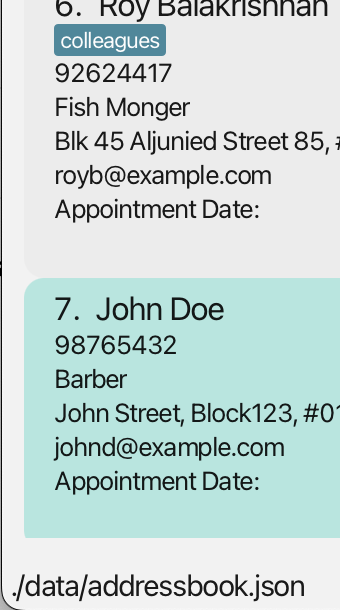 6. Roy Balakrishnan
colleagues
92624417
Fish Monger
Blk 45 Aljunied Street 85, #
royb@example.com
Appointment Date:
7. John Doe
98765432
Barber
John Street, Block123, #01
johnd@example.com
Appointment Date:
./data/addressbook.json